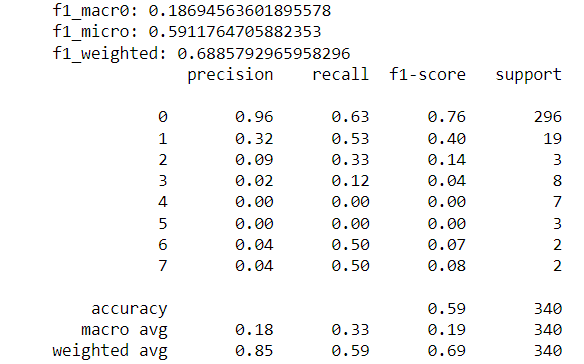 f1_macr0: 0.18694563601895578
f1_micro: 0.5911764705882353
f1_weighted: 0.6885792965958296
precision recall f1-score support
0 0.96 0.63 0.76 296
1 0.32 0.53 0.40 19
2 0.09 0.33 0.14 3
3 0.02 0.12 0.04 8
4 0.00 0.00 0.00 7
5 0.00 0.00 0.00 3
6 0.04 0.50 0.07 2
7 0.04 0.50 0.08 2
accuracy 0.59 340
macro avg 0.18 0.33 0.19 340
weighted avg 0.85 0.59 0.69 340